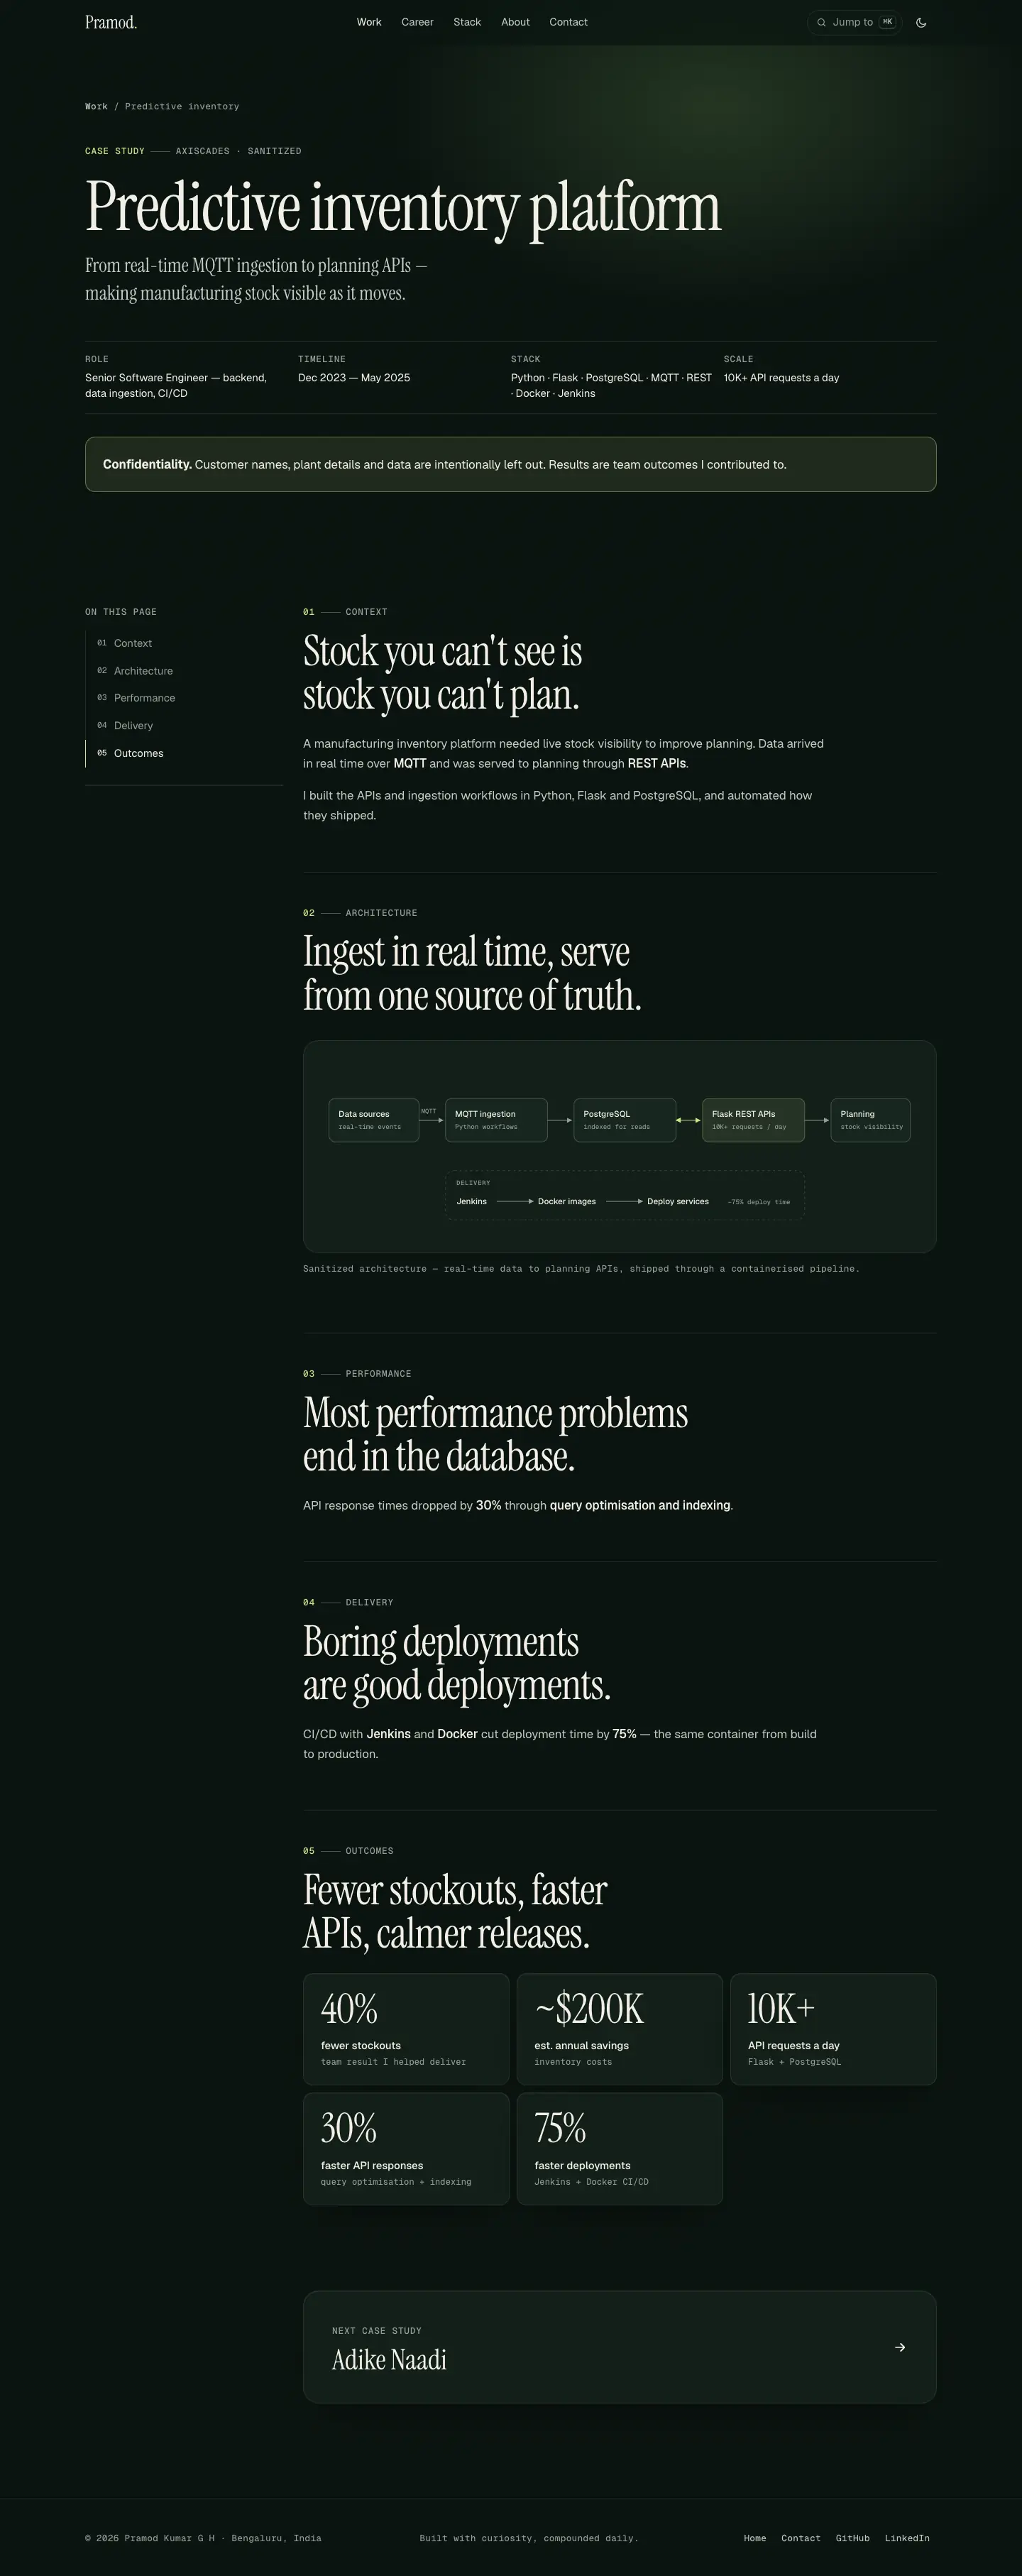 Pramod.
Work Career Stack About Contact
Jump to ⌘K
Work / Predictive inventory
CASE STUDY AXISCADES · SANITIZED
Predictive inventory platform
From real-time MQTT ingestion to planning APIs —
making manufacturing stock visible as it moves.
ROLE
Senior Software Engineer — backend,
data ingestion, CI/CD
TIMELINE
Dec 2023 — May 2025
STACK
Python · Flask · PostgreSQL · MQTT · REST
· Docker · Jenkins
SCALE
10K+ API requests a day
Confidentiality. Customer names, plant details and data are intentionally left out. Results are team outcomes I contributed to.
ON THIS PAGE
01 Context
02 Architecture
03 Performance
04 Delivery
05 Outcomes
01 CONTEXT
Stock you can't see is
stock you can't plan.
A manufacturing inventory platform needed live stock visibility to improve planning. Data arrived
in real time over MQTT and was served to planning through REST APIs.
I built the APIs and ingestion workflows in Python, Flask and PostgreSQL, and automated how
they shipped.
02 ARCHITECTURE
Ingest in real time, serve
from one source of truth.
Data sources
real-time events
MQTT
MQTT ingestion
Python workflows
PostgreSQL
indexed for reads
Flask REST APIs
10K+ requests / day
Planning
stock visibility
DELIVERY
Jenkins Docker images Deploy services −75% deploy time
Sanitized architecture — real-time data to planning APIs, shipped through a containerised pipeline.
03 PERFORMANCE
Most performance problems
end in the database.
API response times dropped by 30% through query optimisation and indexing.
04 DELIVERY
Boring deployments
are good deployments.
CI/CD with Jenkins and Docker cut deployment time by 75% — the same container from build
to production.
05 OUTCOMES
Fewer stockouts, faster
APIs, calmer releases.
40%
fewer stockouts
team result I helped deliver
~$200K
est. annual savings
inventory costs
10K+
API requests a day
Flask + PostgreSQL
30%
faster API responses
query optimisation + indexing
75%
faster deployments
Jenkins + Docker CI/CD
NEXT CASE STUDY
Adike Naadi
© 2026 Pramod Kumar G H · Bengaluru, India
Built with curiosity, compounded daily.
Home Contact GitHub LinkedIn